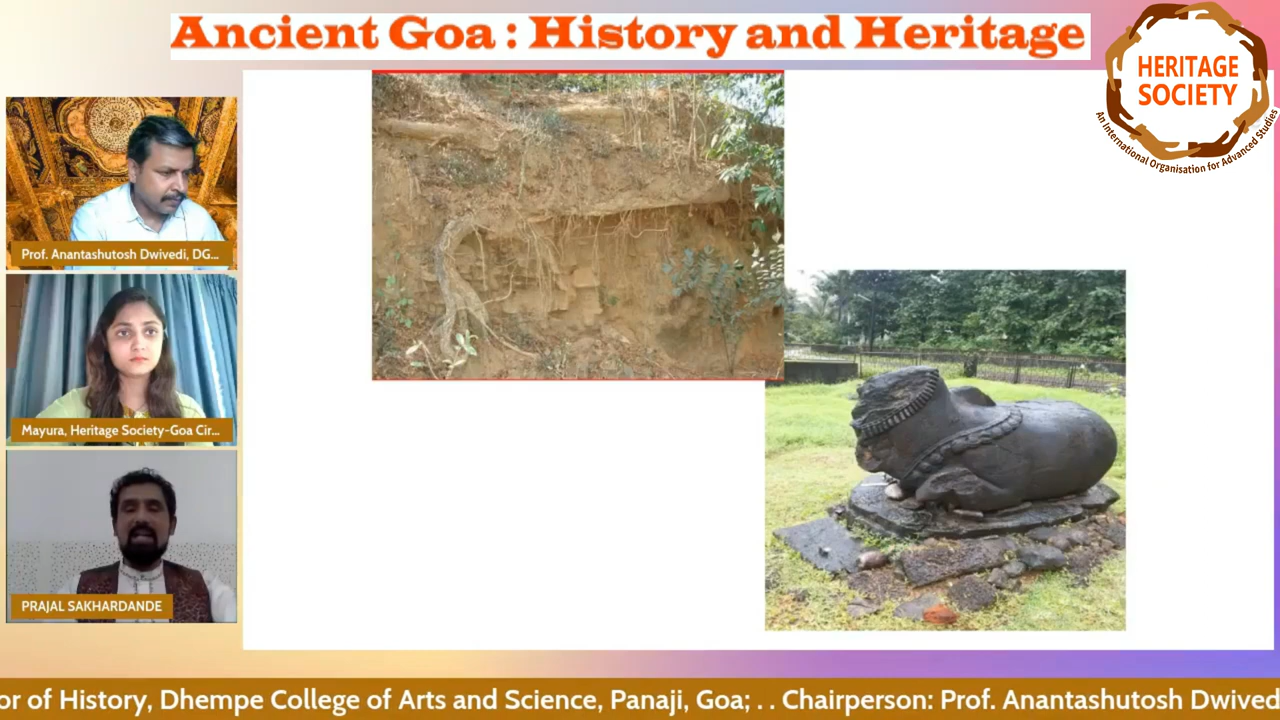 Ancient Goa : History and Heritage
HERITAGE
SOCIETY
An International Organisation for Advanced Studies
Prof. Anantashutosh Dwivedi, DG...
Mayura, Heritage Society-Goa Cir...
PRAJAL SAKHARDANDE
or of History, Dhempe College of Arts and Science, Panaji, Goa; . . Chairperson: Prof. Anantashutosh Dwived